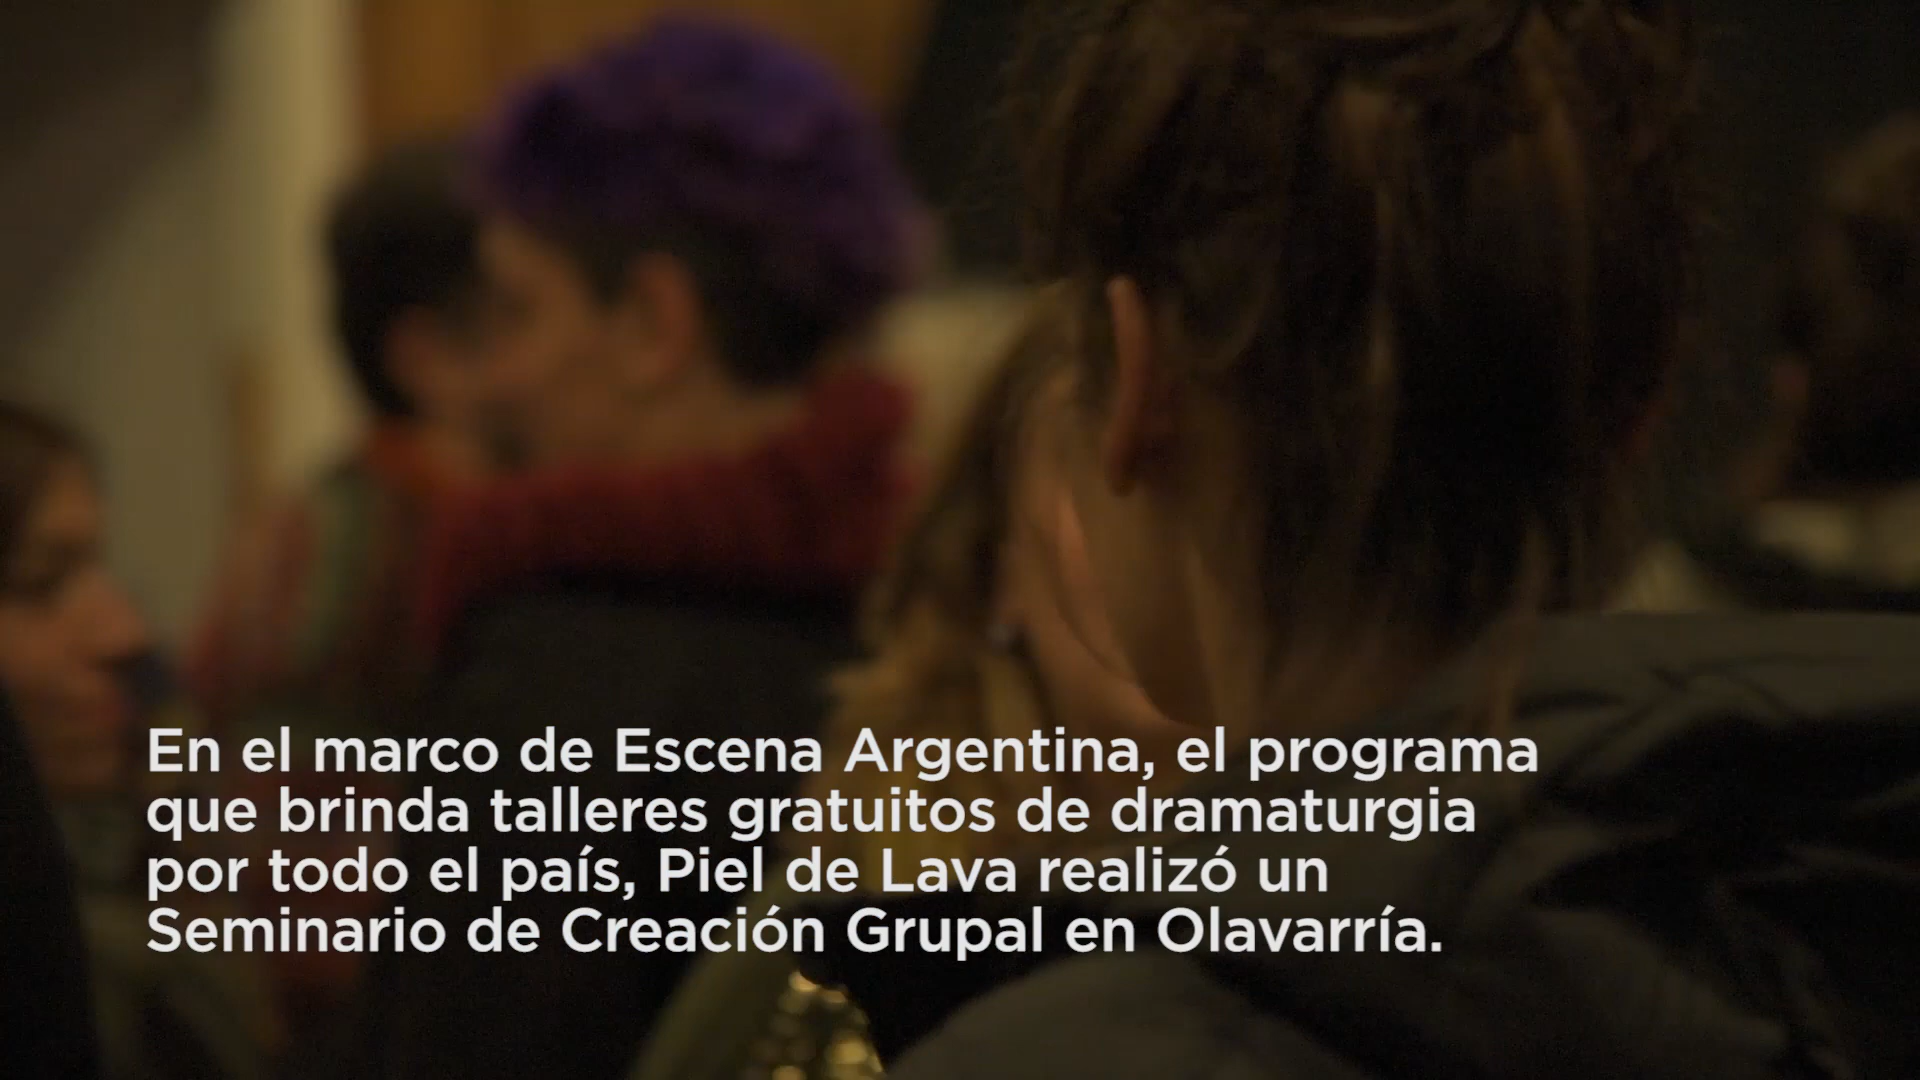 En el marco de Escena Argentina, el programa
que brinda talleres gratuitos de dramaturgia
por todo el país, Piel de Lava realizó un
Seminario de Creación Grupal en Olavarría.